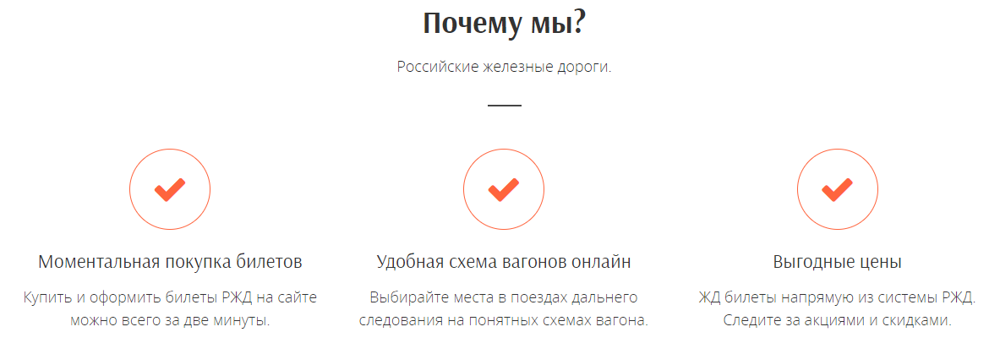 Почему мы?
Российские железные дороги.
Моментальная покупка билетов
Купить и оформить билеты РЖД на сайте
можно всего за две минуты.
Удобная схема вагонов онлайн
Выбирайте места в поездах дальнего
следования на понятных схемах вагона.
Выгодные цены
ЖД билеты напрямую из системы РЖД.
Следите за акциями и скидками.